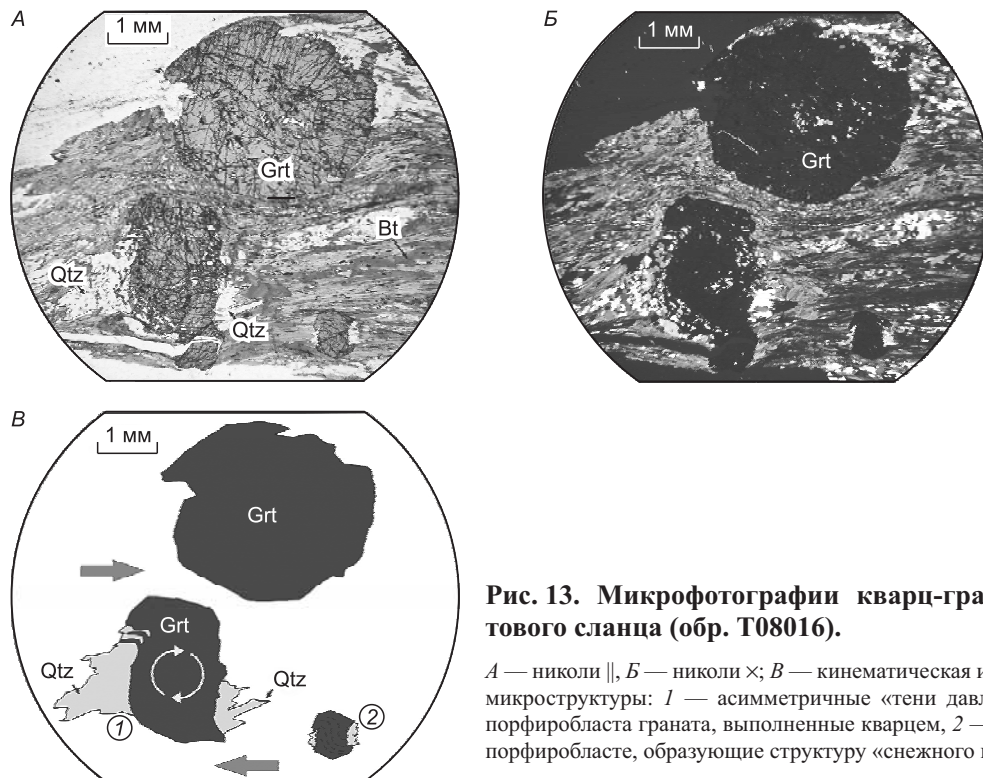 А
1 мм
Grt
Bt
Qtz
Qtz
Б
1 мм
Grt
В
1 мм
Grt
Grt
Qtz
Qtz
1
2
Рис. 13. Микрофотографии кварц-гра
тового сланца (обр. Т08016).
А — николи ||, Б — николи ×; В — кинематическая и
микроструктуры: 1 — асимметричные «тени давл
порфиробласта граната, выполненные кварцем, 2 —
порфиробласте, образующие структуру «снежного